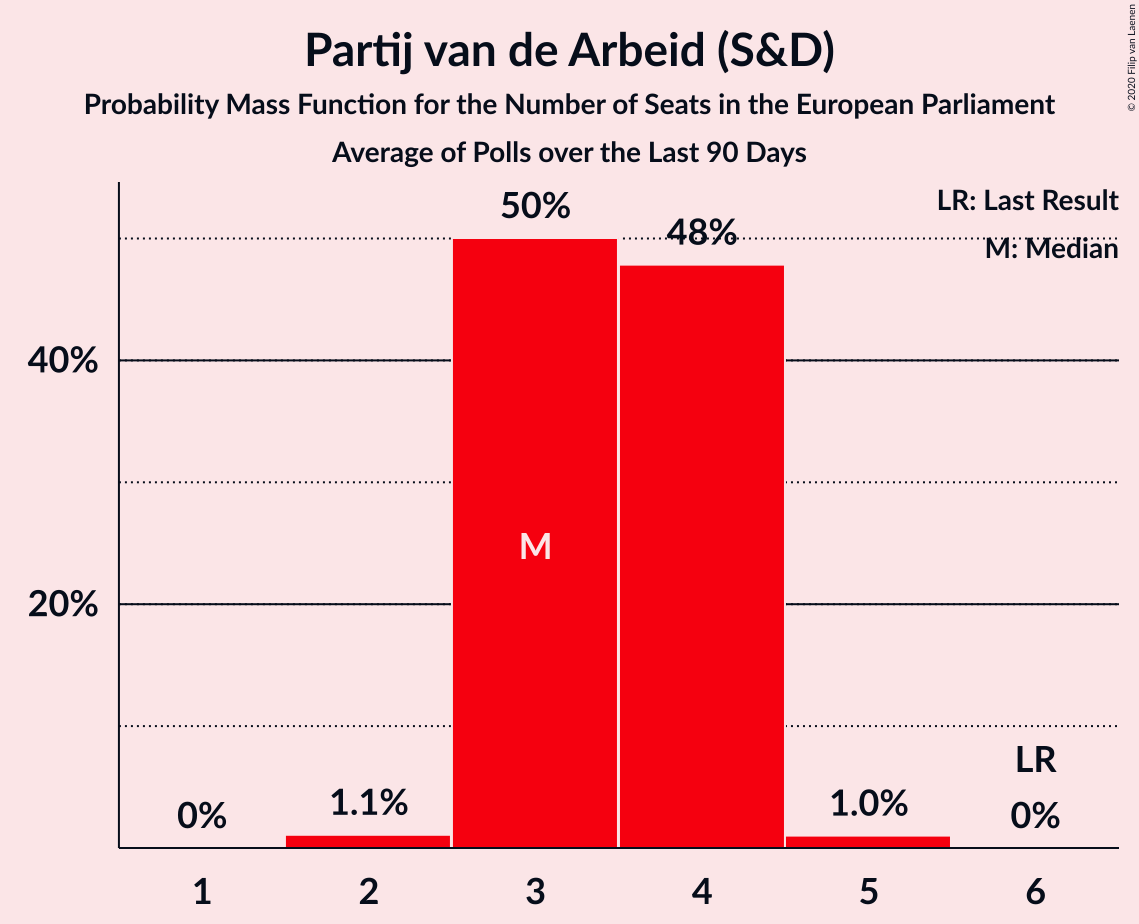 Partij van de Arbeid (S&D)
Probability Mass Function for the Number of Seats in the European Parliament
Average of Polls over the Last 90 Days
© 2020 Filip van Laenen
LR: Last Result
M: Median
50%
48%
40%
M
20%
LR
0%
1.1%
1.0%
0%
1 2 3 4 5 6